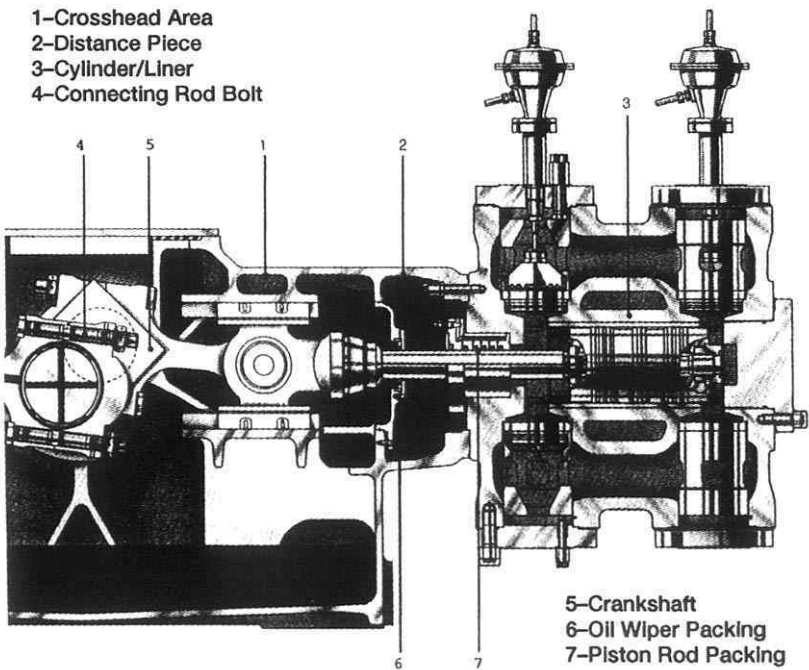 1–Crosshead Area
2–Distance Piece
3–Cylinder/Liner
4–Connecting Rod Bolt
3
4 5 1 2
5–Crankshaft
6–Oil Wiper Packing
7–Piston Rod Packing
6 7